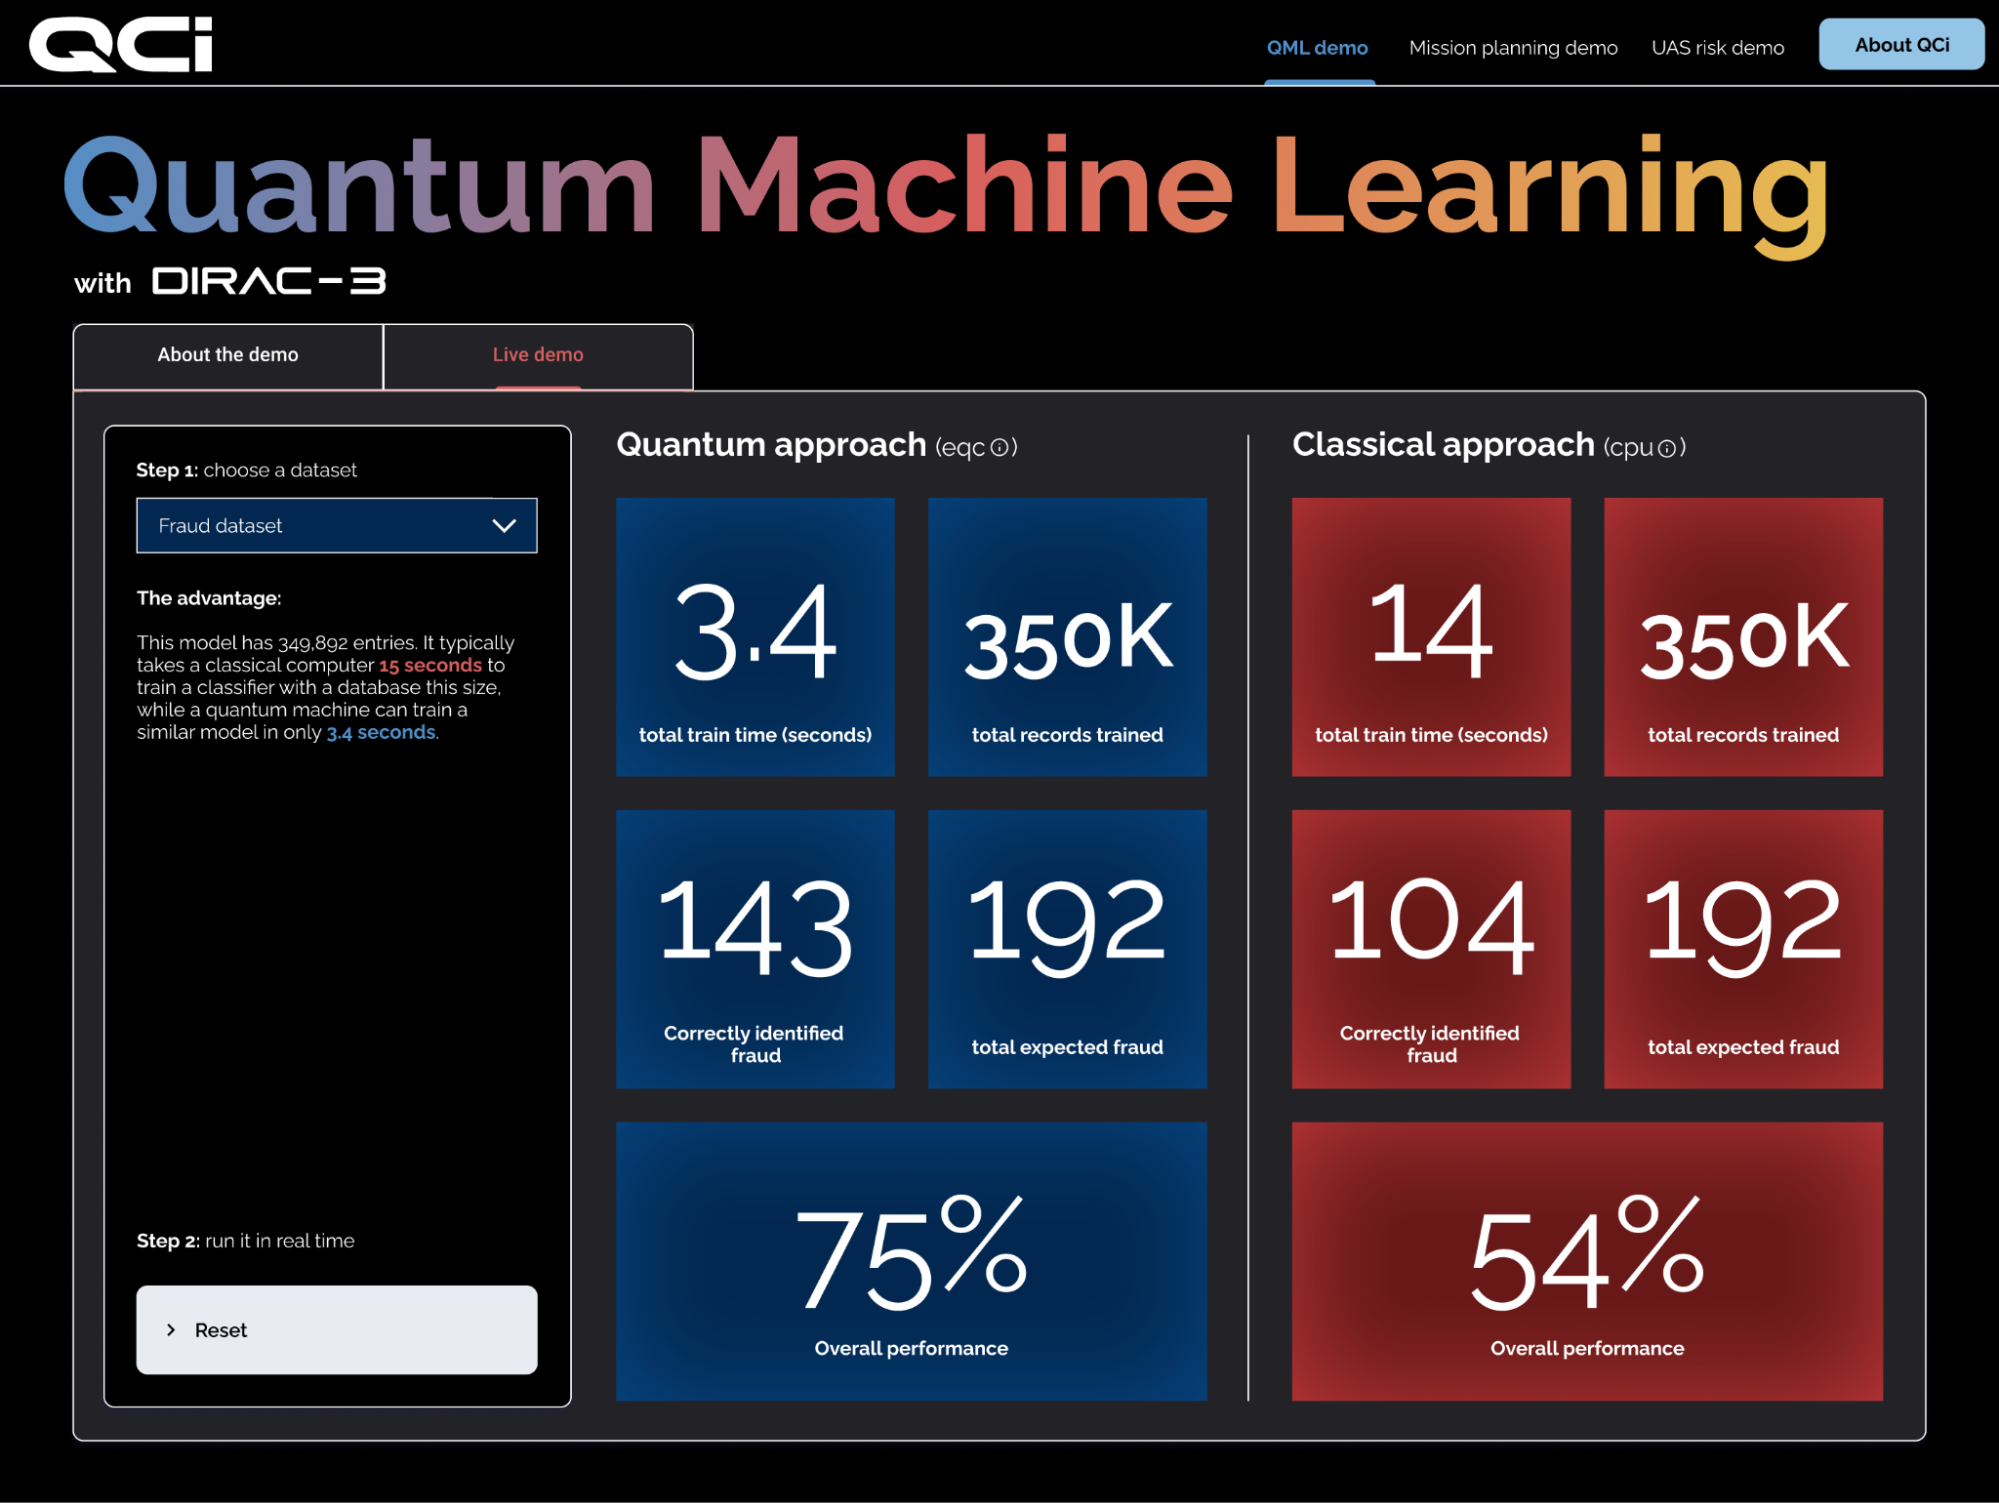 QCi
QML demo
Mission planning demo
UAS risk demo
About QCi
Quantum Machine Learning
with DIRAC-3
About the demo
Live demo
Step 1: choose a dataset
Fraud dataset
The advantage:
This model has 349,892 entries. It typically
takes a classical computer 15 seconds to
train a classifier with a database this size,
while a quantum machine can train a
similar model in only 3.4 seconds.
Step 2: run it in real time
Reset
Quantum approach (eqc)
3.4
total train time (seconds)
350K
total records trained
143
Correctly identified
fraud
192
total expected fraud
75%
Overall performance
Classical approach (cpu)
14
total train time (seconds)
350K
total records trained
104
Correctly identified
fraud
192
total expected fraud
54%
Overall performance